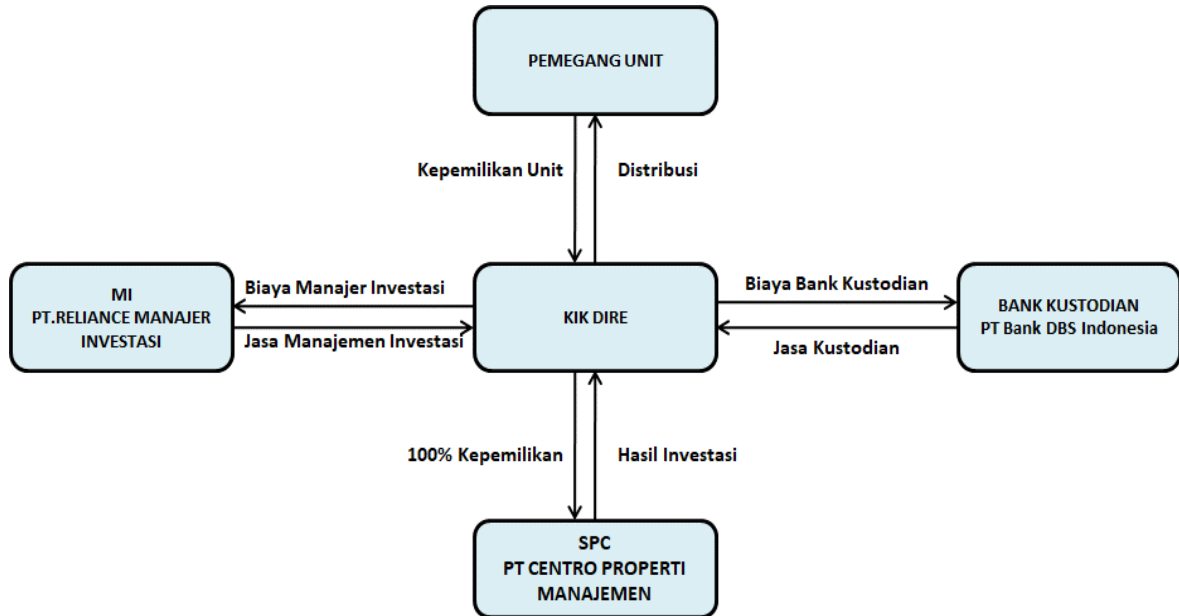 PEMEGANG UNIT
Kepemilikan Unit
Distribusi
MI
PT.RELIANCE MANAJER
INVESTASI
Biaya Manajer Investasi
Jasa Manajemen Investasi
KIK DIRE
Biaya Bank Kustodian
Jasa Kustodian
BANK KUSTODIAN
PT Bank DBS Indonesia
100% Kepemilikan
Hasil Investasi
SPC
PT CENTRO PROPERTI
MANAJEMEN